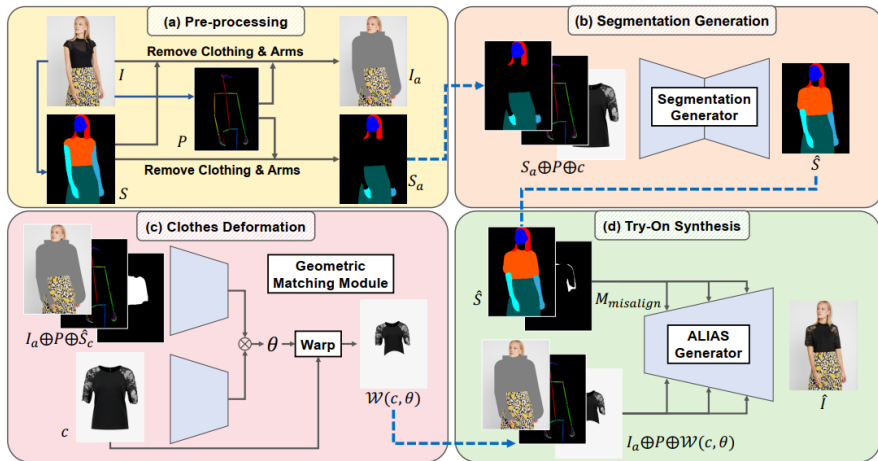 (a) Pre-processing
Remove Clothing & Arms
I
I_a
P
Remove Clothing & Arms
S
S_a
(b) Segmentation Generation
Segmentation
Generator
S_a⊕P⊕c
Ŝ
(c) Clothes Deformation
Geometric
Matching Module
I_a⊕P⊕Ŝ_c
⊗
θ
Warp
c
𝒲(c, θ)
(d) Try-On Synthesis
Ŝ
M_misalign
ALIAS
Generator
Î
I_a⊕P⊕𝒲(c, θ)